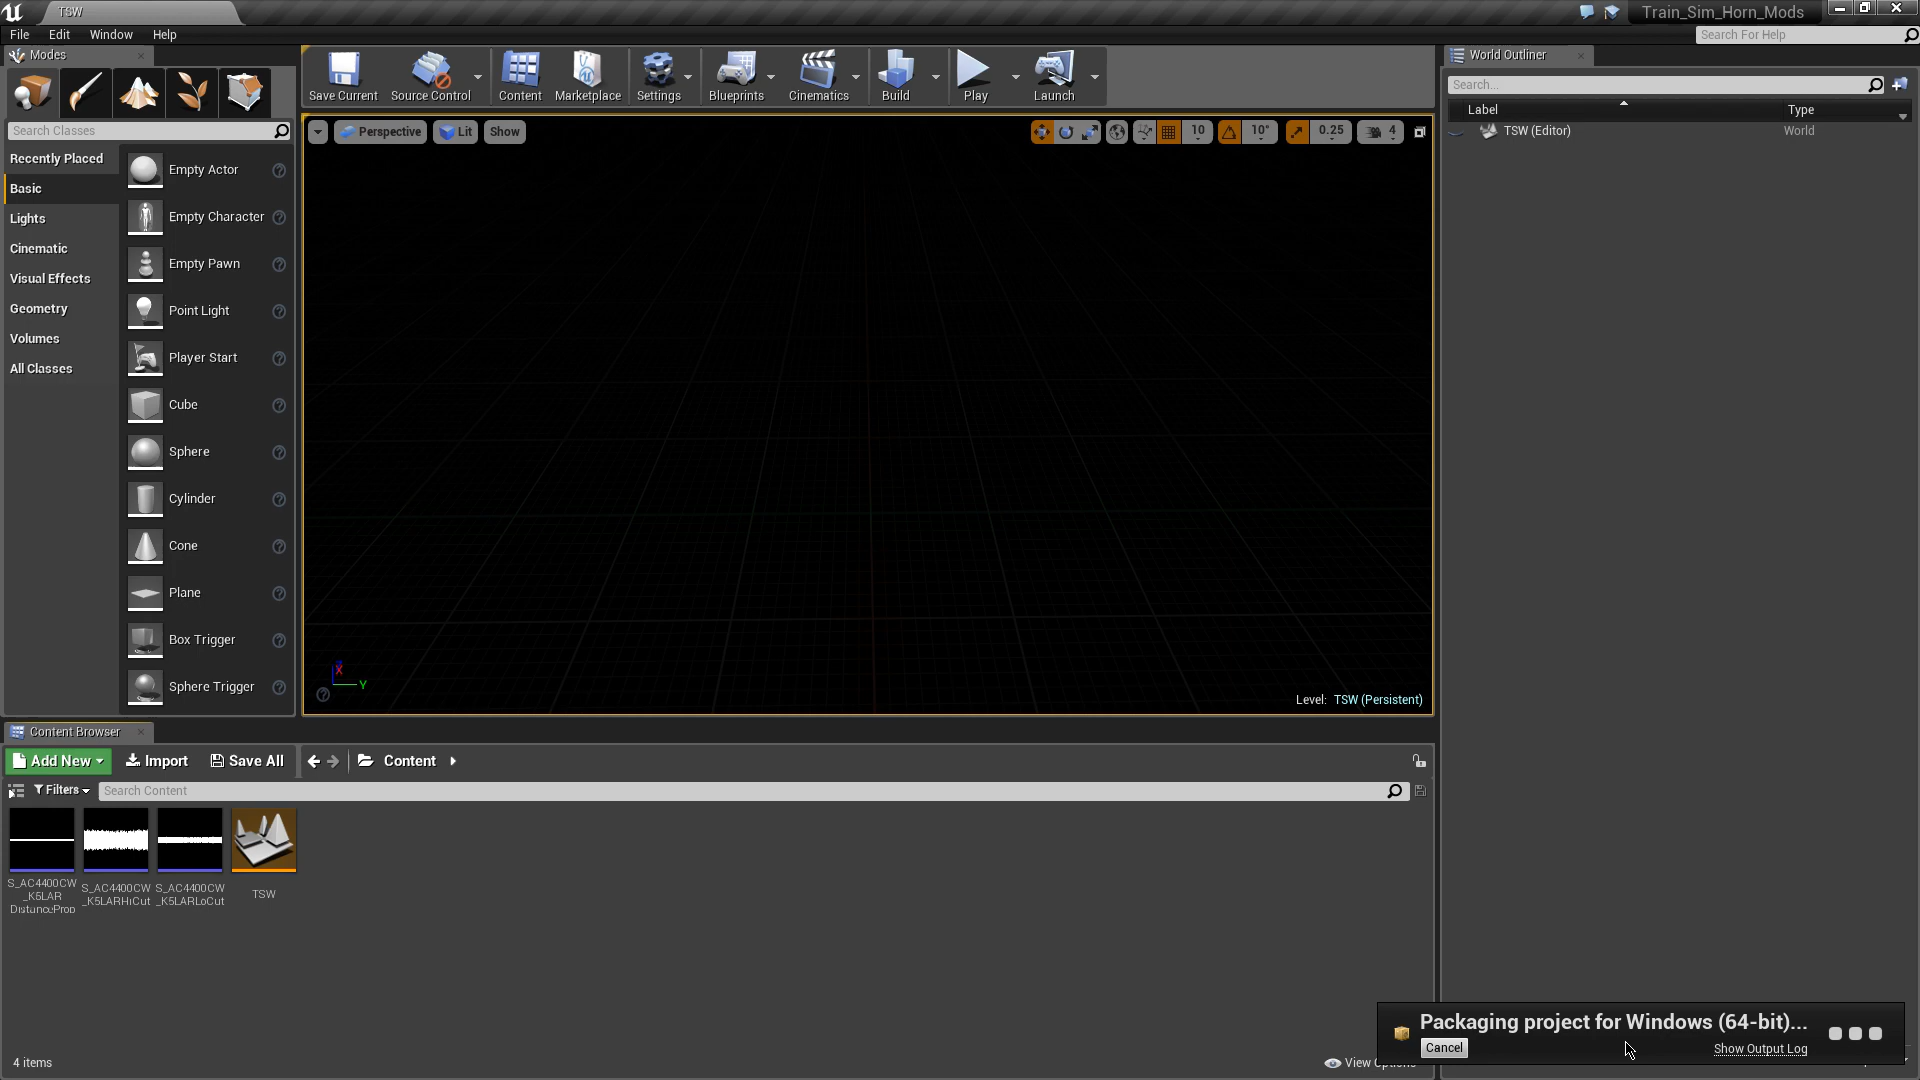 TSW
Train_Sim_Horn_Mods
File Edit Window Help
Search For Help
Modes
Save Current Source Control Content Marketplace Settings Blueprints Cinematics Build Play Launch
World Outliner
Search...
Label Type
TSW (Editor) World
Search Classes
Recently Placed
Basic
Lights
Cinematic
Visual Effects
Geometry
Volumes
All Classes
Empty Actor
Empty Character
Empty Pawn
Point Light
Player Start
Cube
Sphere
Cylinder
Cone
Plane
Box Trigger
Sphere Trigger
Perspective Lit Show
10 10° 0.25 4
X
Y
Level: TSW (Persistent)
Content Browser
Add New Import Save All Content
Filters Search Content
S_AC4400CW
_K5LAR
DistanceProp
S_AC4400CW
_K5LARHiCut
S_AC4400CW
_K5LARLoCut
TSW
4 items
View Options
Packaging project for Windows (64-bit)...
Cancel
Show Output Log